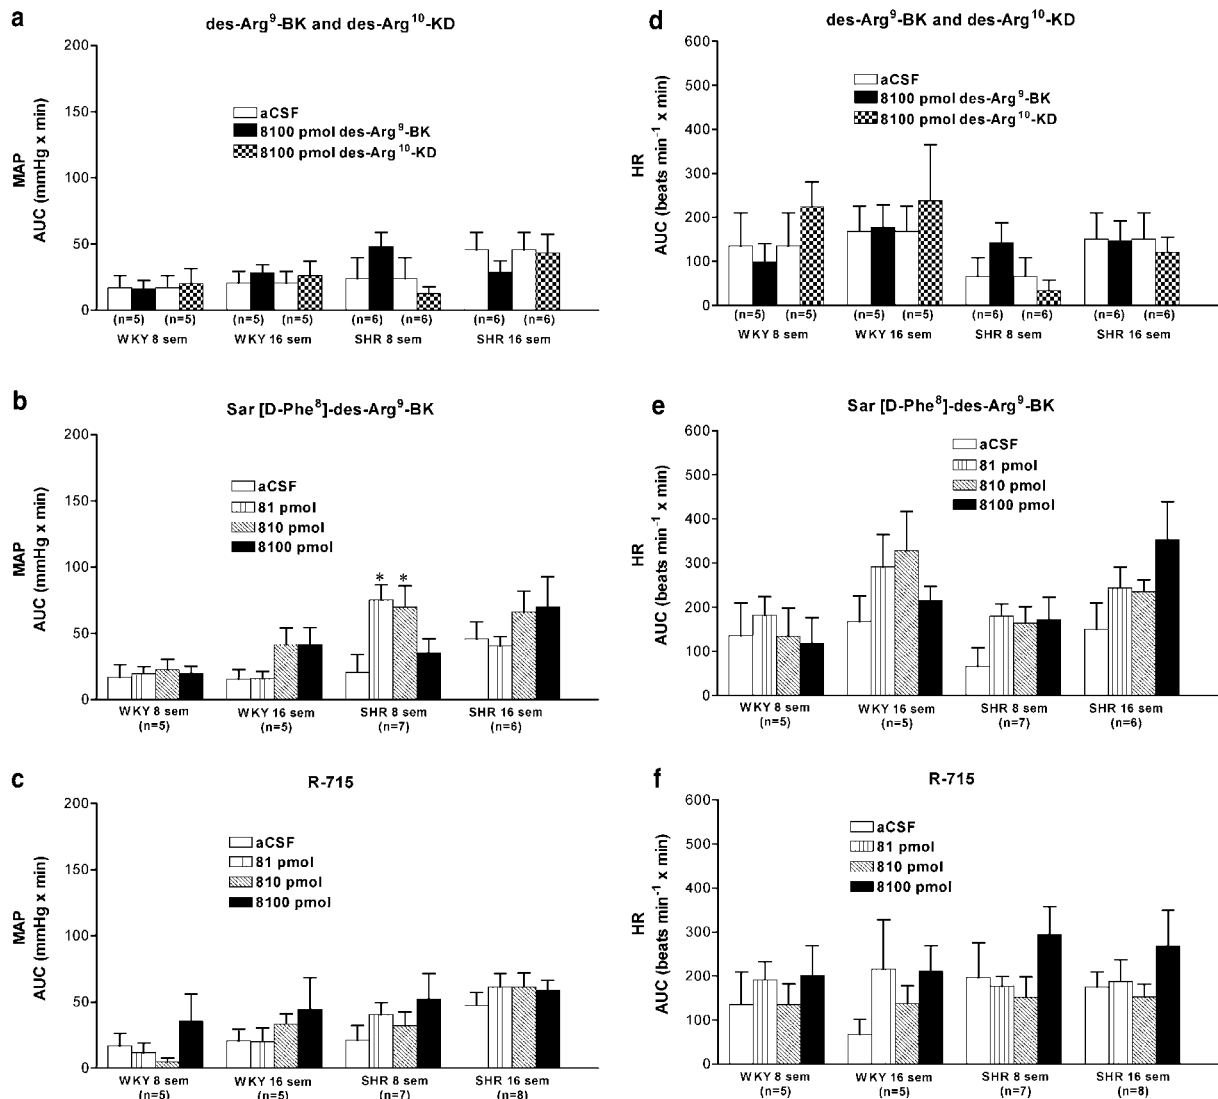 a
des-Arg⁹-BK and des-Arg¹⁰-KD
200
150
100
50
0
MAP
AUC (mmHg x min)
aCSF
8100 pmol des-Arg⁹-BK
8100 pmol des-Arg¹⁰-KD
(n=5) (n=5) (n=5) (n=5) (n=6) (n=6) (n=6) (n=6)
WKY 8 sem WKY 16 sem SHR 8 sem SHR 16 sem
b
Sar [D-Phe⁸]-des-Arg⁹-BK
200
150
100
50
0
MAP
AUC (mmHg x min)
aCSF
81 pmol
810 pmol
8100 pmol
* *
WKY 8 sem WKY 16 sem SHR 8 sem SHR 16 sem
(n=5) (n=5) (n=7) (n=6)
c
R-715
200
150
100
50
0
MAP
AUC (mmHg x min)
aCSF
81 pmol
810 pmol
8100 pmol
WKY 8 sem WKY 16 sem SHR 8 sem SHR 16 sem
(n=5) (n=5) (n=7) (n=8)
d
des-Arg⁹-BK and des-Arg¹⁰-KD
600
500
400
300
200
100
0
HR
AUC (beats min⁻¹ x min)
aCSF
8100 pmol des-Arg⁹-BK
8100 pmol des-Arg¹⁰-KD
(n=5) (n=5) (n=5) (n=5) (n=6) (n=6) (n=6) (n=6)
WKY 8 sem WKY 16 sem SHR 8 sem SHR 16 sem
e
Sar [D-Phe⁸]-des-Arg⁹-BK
600
500
400
300
200
100
0
HR
AUC (beats min⁻¹ x min)
aCSF
81 pmol
810 pmol
8100 pmol
WKY 8 sem WKY 16 sem SHR 8 sem SHR 16 sem
(n=5) (n=5) (n=7) (n=6)
f
R-715
600
500
400
300
200
100
0
HR
AUC (beats min⁻¹ x min)
aCSF
81 pmol
810 pmol
8100 pmol
WKY 8 sem WKY 16 sem SHR 8 sem SHR 16 sem
(n=5) (n=5) (n=7) (n=8)